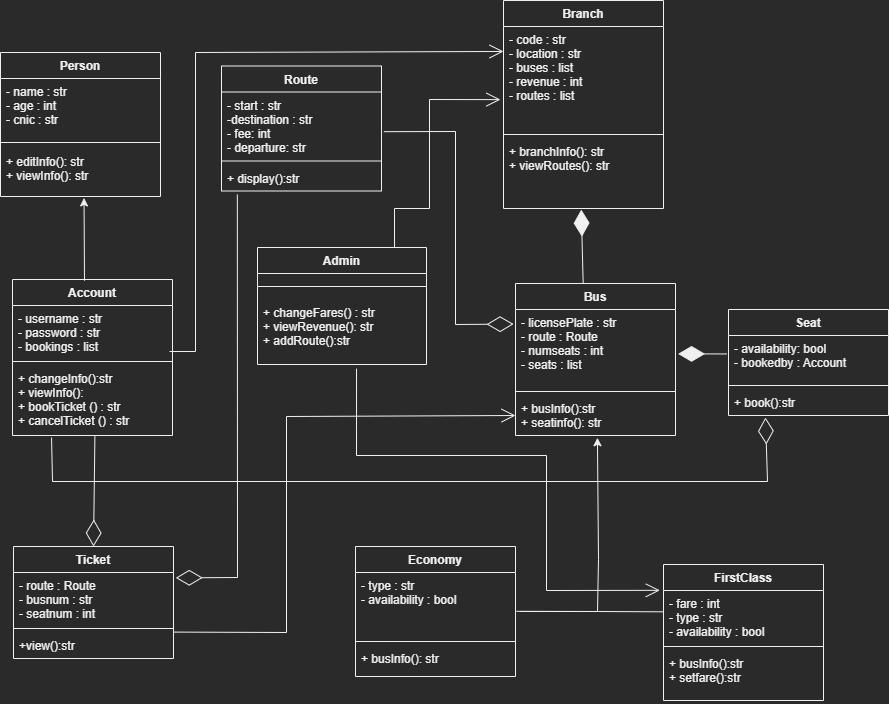 Branch
- code : str
- location : str
- buses : list
- revenue : int
- routes : list
+ branchInfo(): str
+ viewRoutes(): str
Person
- name : str
- age : int
- cnic : str
+ editInfo(): str
+ viewInfo(): str
Route
- start : str
-destination : str
- fee: int
- departure: str
+ display():str
Admin
+ changeFares() : str
+ viewRevenue(): str
+ addRoute():str
Account
- username : str
- password : str
- bookings : list
+ changeInfo():str
+ viewInfo():
+ bookTicket () : str
+ cancelTicket () : str
Bus
- licensePlate : str
- route : Route
- numseats : int
- seats : list
+ busInfo():str
+ seatinfo(): str
Seat
- availability: bool
- bookedby : Account
+ book():str
Ticket
- route : Route
- busnum : str
- seatnum : int
+view():str
Economy
- type : str
- availability : bool
+ busInfo(): str
FirstClass
- fare : int
- type : str
- availability : bool
+ busInfo():str
+ setfare():str